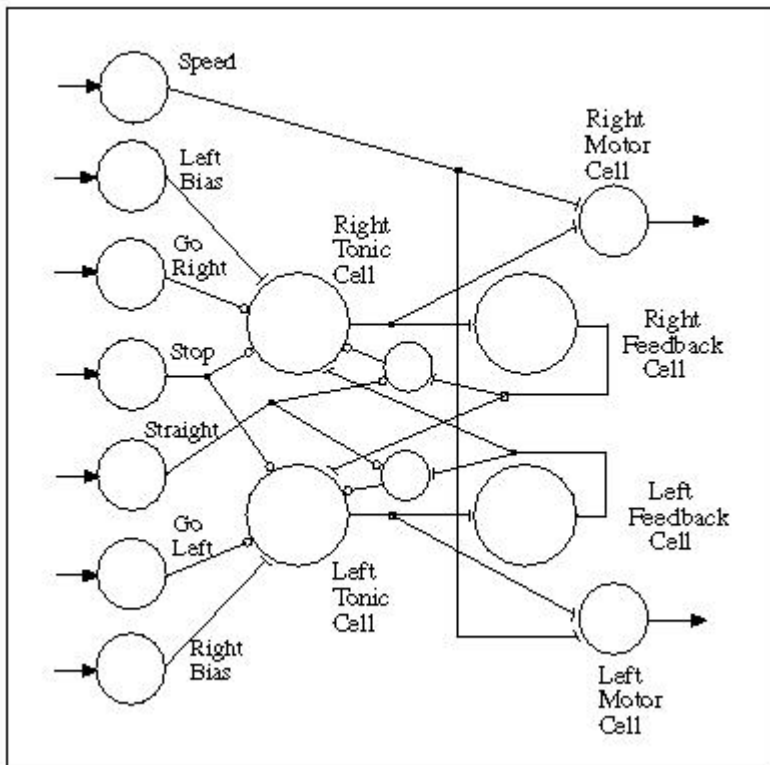 Speed
Left
Bias
Go
Right
Stop
Straight
Go
Left
Right
Bias
Right
Tonic
Cell
Left
Tonic
Cell
Right
Motor
Cell
Right
Feedback
Cell
Left
Feedback
Cell
Left
Motor
Cell